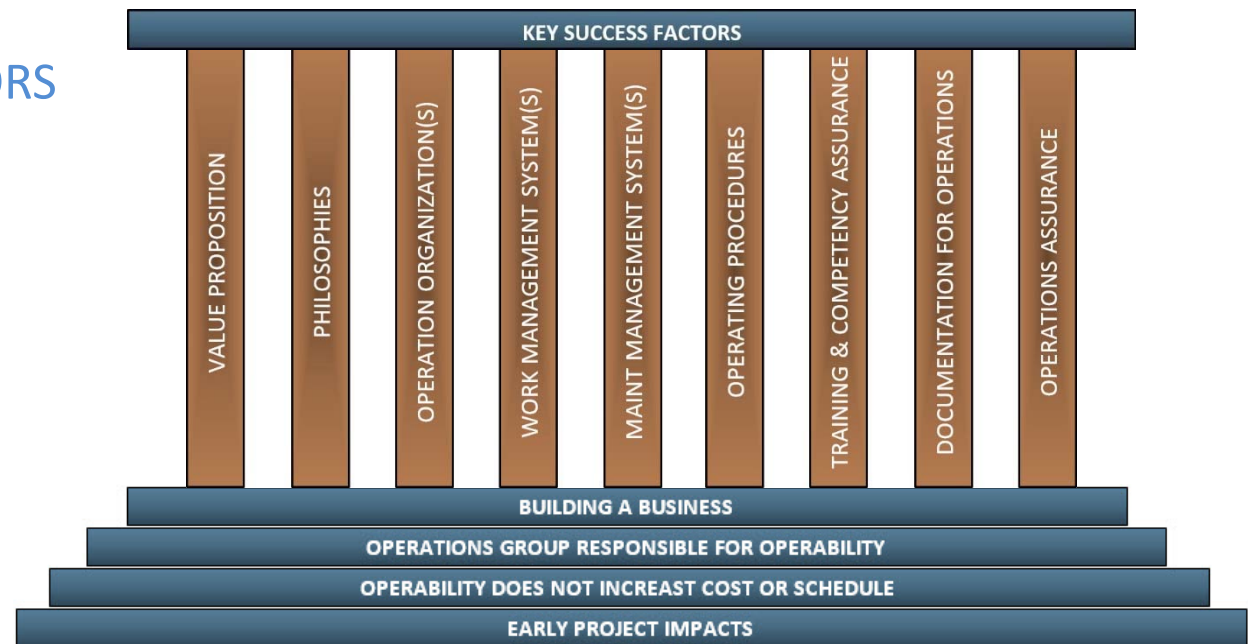 KEY SUCCESS FACTORS
ORS
VALUE PROPOSITION
PHILOSOPHIES
OPERATION ORGANIZATION(S)
WORK MANAGEMENT SYSTEM(S)
MAINT MANAGEMENT SYSTEM(S)
OPERATING PROCEDURES
TRAINING & COMPETENCY ASSURANCE
DOCUMENTATION FOR OPERATIONS
OPERATIONS ASSURANCE
BUILDING A BUSINESS
OPERATIONS GROUP RESPONSIBLE FOR OPERABILITY
OPERABILITY DOES NOT INCREAST COST OR SCHEDULE
EARLY PROJECT IMPACTS